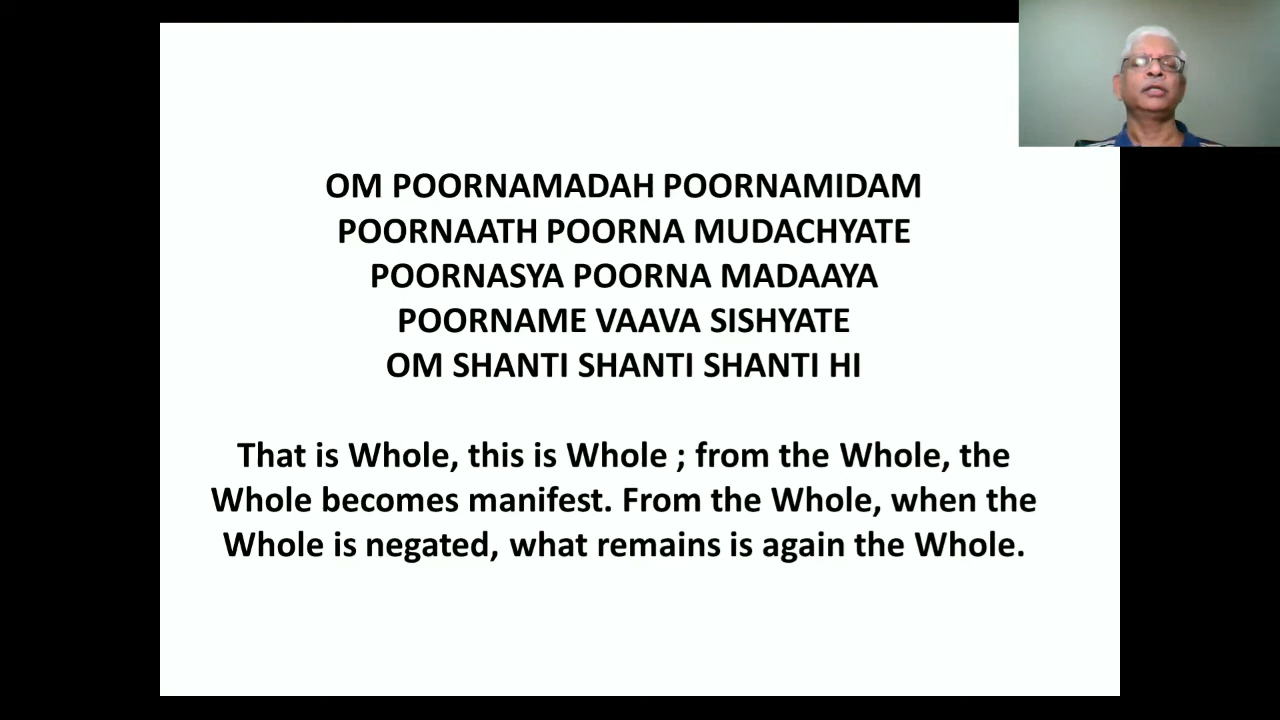 OM POORNAMADAH POORNAMIDAM
POORNAATH POORNA MUDACHYATE
POORNASYA POORNA MADAAYA
POORNAME VAAVA SISHYATE
OM SHANTI SHANTI SHANTI HI
That is Whole, this is Whole ; from the Whole, the
Whole becomes manifest. From the Whole, when the
Whole is negated, what remains is again the Whole.